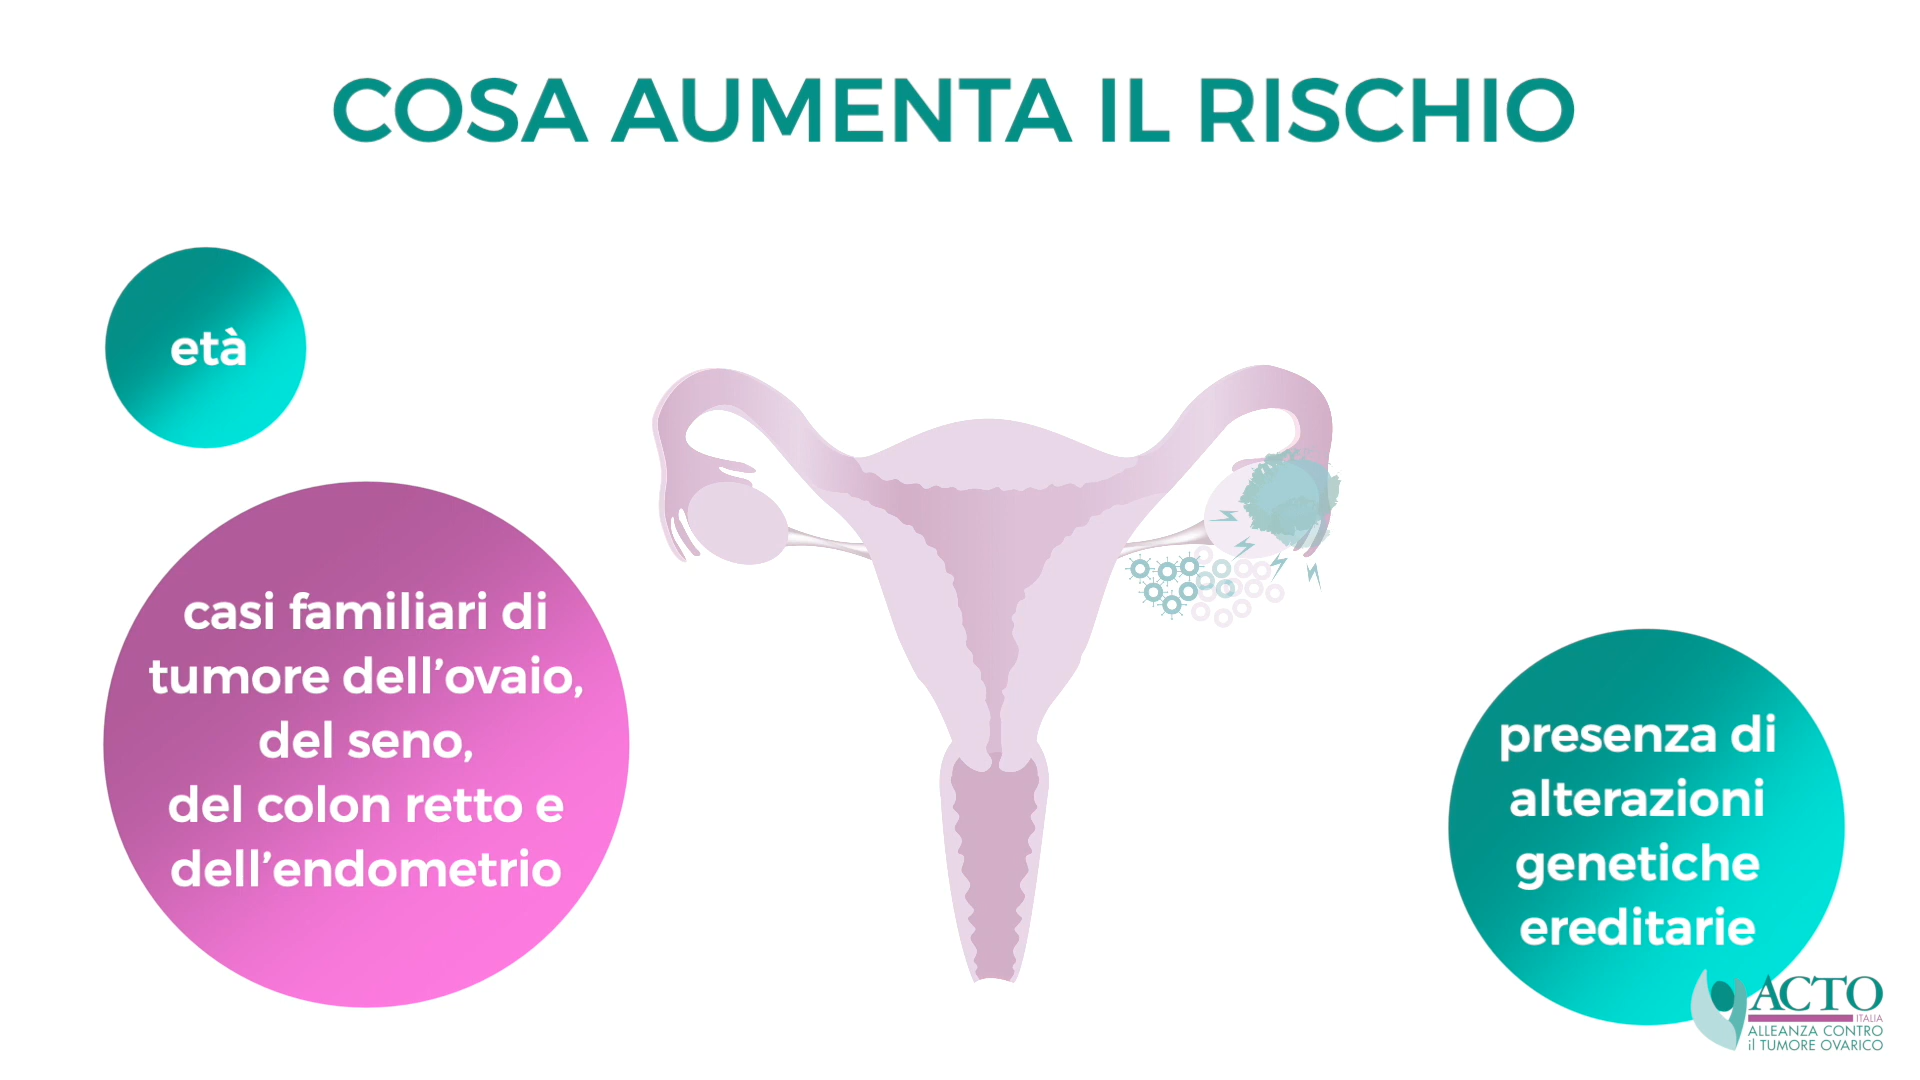 COSA AUMENTA IL RISCHIO
età
casi familiari di
tumore dell’ovaio,
del seno,
del colon retto e
dell’endometrio
presenza di
alterazioni
genetiche
ereditarie
ACTO
ITALIA
ALLEANZA CONTRO
il TUMORE OVARICO